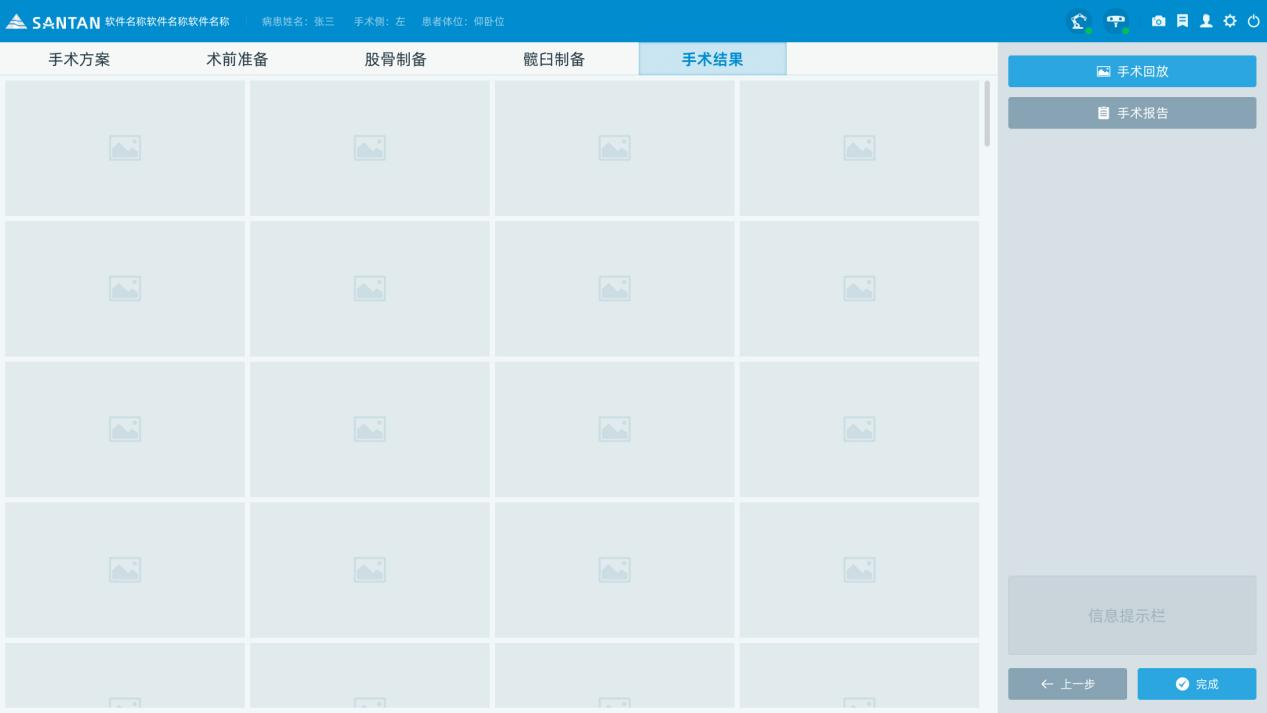 SANTAN 软件名称软件名称软件名称 病患姓名：张三 手术侧：左 患者体位：仰卧位
手术方案 术前准备 股骨制备 髋臼制备 手术结果
手术回放
手术报告
信息提示栏
上一步 完成